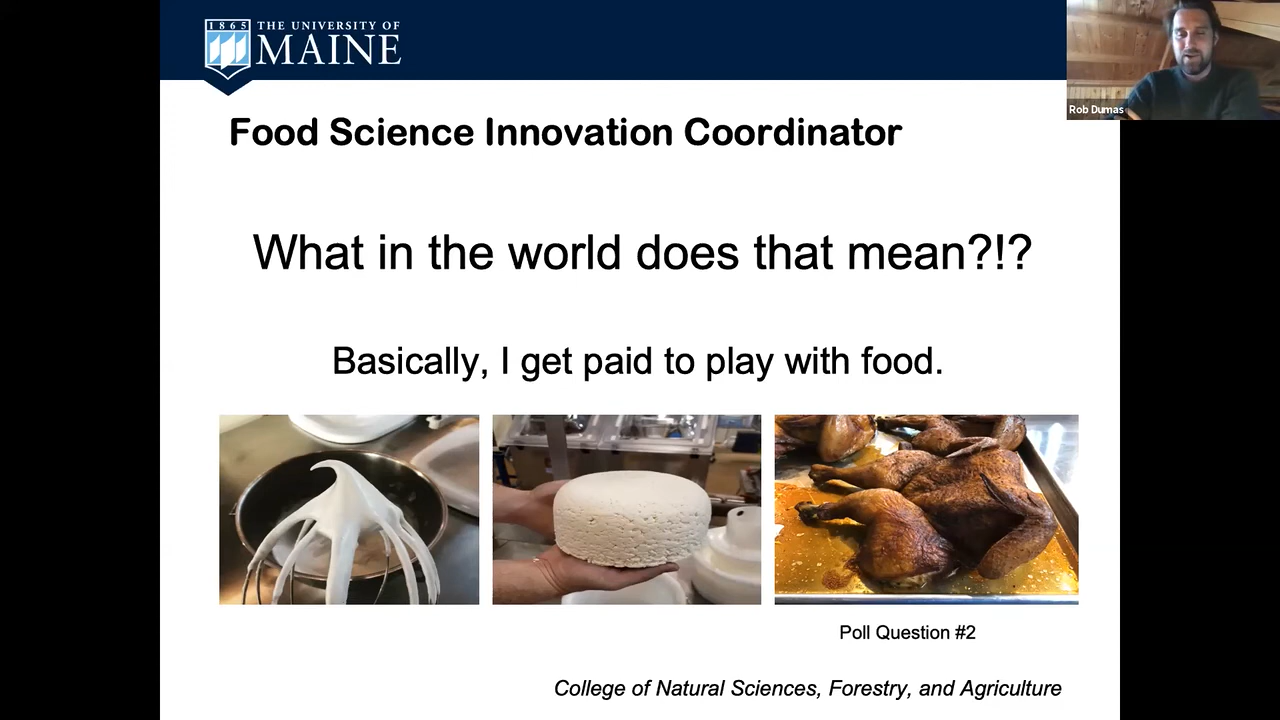 1865
THE UNIVERSITY OF
MAINE
Rob Dumas
Food Science Innovation Coordinator
What in the world does that mean?!?
Basically, I get paid to play with food.
Poll Question #2
College of Natural Sciences, Forestry, and Agriculture